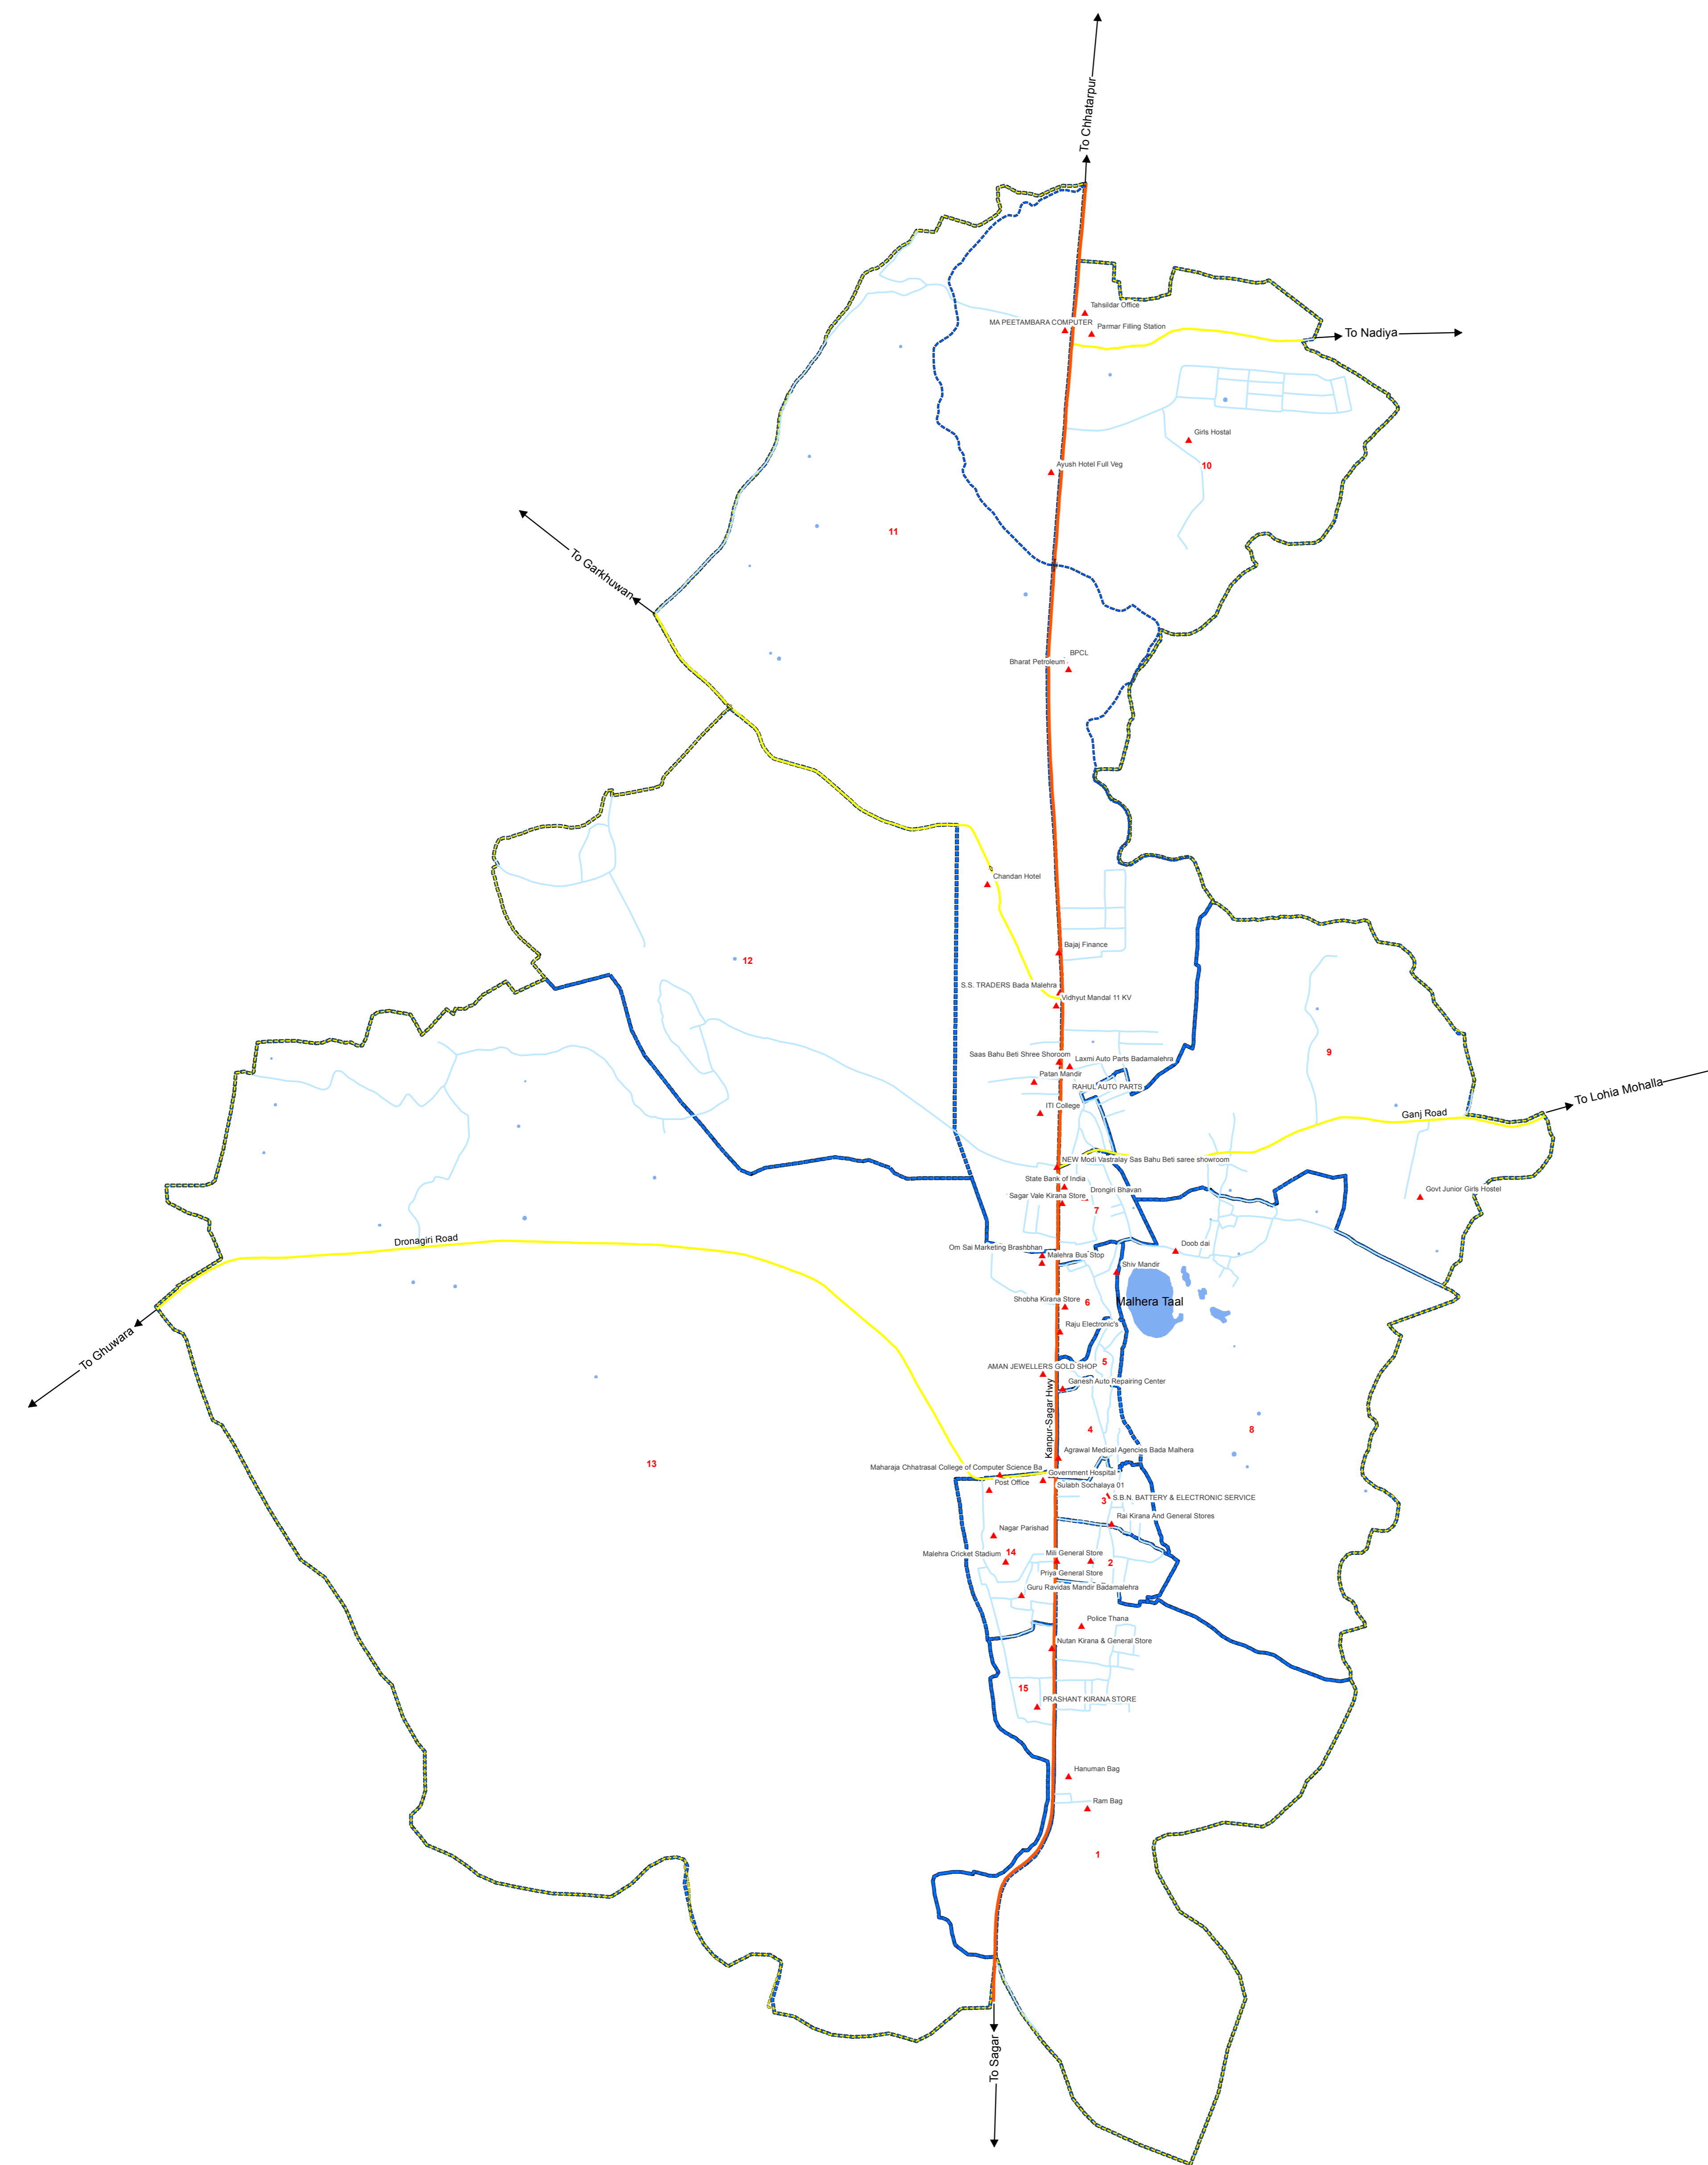 To Chhatarpur
Tahsildar Office
MA PEETAMBARA COMPUTER
Parmar Filling Station
To Nadiya
Girls Hostal
Ayush Hotel Full Veg
10
11
To Garkhuwan
BPCL
Bharat Petroleum
Chandan Hotel
Bajaj Finance
12
S.S. TRADERS Bada Malehra
Vidhyut Mandal 11 KV
Saas Bahu Beti Shree Shoroom
Laxmi Auto Parts Badamalehra
9
Patan Mandir
RAHUL AUTO PARTS
To Lohia Mohalla
ITI College
Ganj Road
NEW Modi Vastralay Sas Bahu Beti saree showroom
State Bank of India
Drongiri Bhavan
Govt Junior Girls Hostel
Sagar Vale Kirana Store
7
Dronagiri Road
Om Sai Marketing Brashbhan
Malehra Bus Stop
Doob dai
Shiv Mandir
Shobha Kirana Store
6
Malhera Taal
Raju Electronic's
To Ghuwara
5
AMAN JEWELLERS GOLD SHOP
Ganesh Auto Repairing Center
Kanpur-Sagar Hwy
4
8
Agrawal Medical Agencies Bada Malhera
13
Maharaja Chhatrasal College of Computer Science Ba
Government Hospital
Post Office
Sulabh Sochalaya 01
S.B.N. BATTERY & ELECTRONIC SERVICE
3
Rai Kirana And General Stores
Nagar Parishad
14
Malehra Cricket Stadium
Mili General Store
2
Priya General Store
Guru Ravidas Mandir Badamalehra
Police Thana
Nutan Kirana & General Store
15
PRASHANT KIRANA STORE
Hanuman Bag
Ram Bag
1
To Sagar